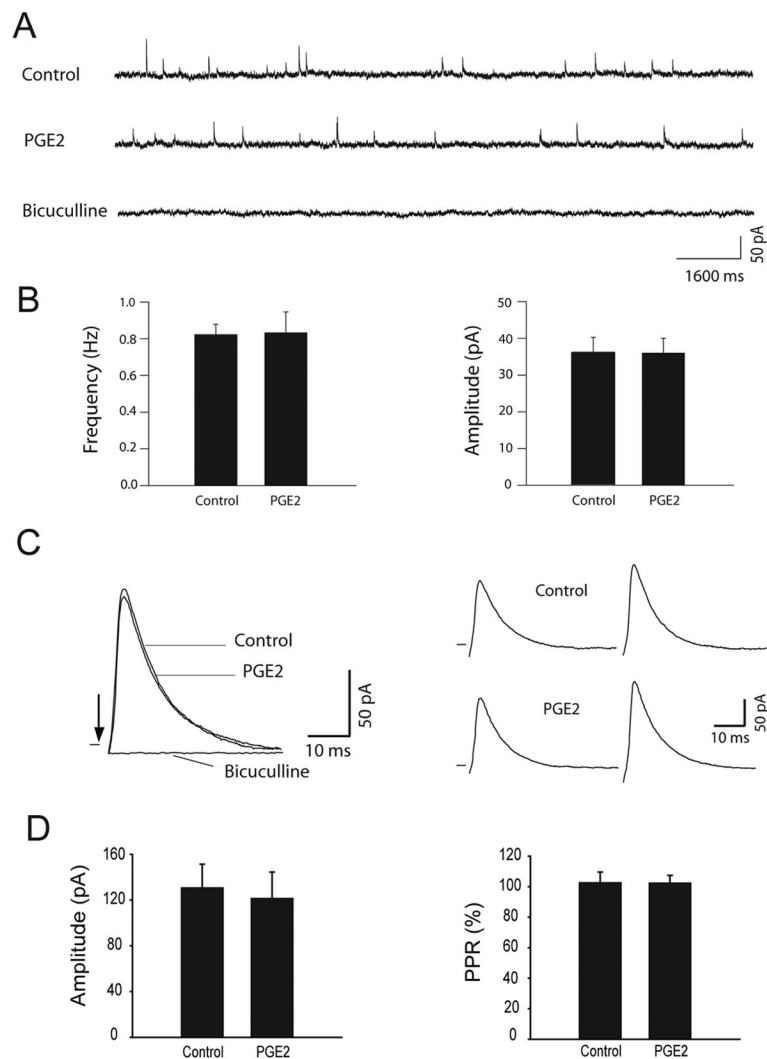 A
Control
PGE2
Bicuculline
50 pA
1600 ms
B
Frequency (Hz)
1.0
0.8
0.6
0.4
0.2
0.0
Control PGE2
Amplitude (pA)
50
40
30
20
10
0
Control PGE2
C
Control
PGE2
Bicuculline
50 pA
10 ms
Control
PGE2
50 pA
10 ms
D
Amplitude (pA)
160
120
80
40
0
Control PGE2
PPR (%)
120
100
80
60
40
20
0
Control PGE2